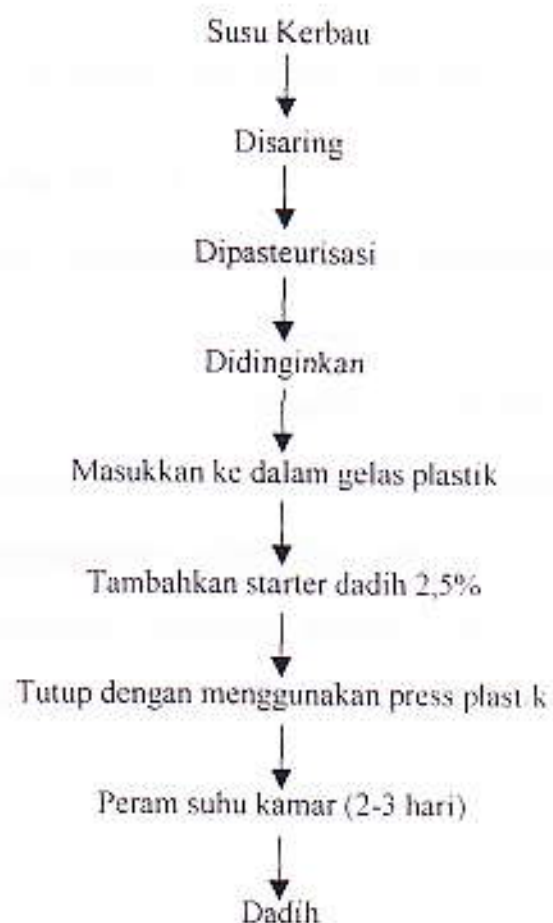 Susu Kerbau
Disaring
Dipasteurisasi
Didinginkan
Masukkan ke dalam gelas plastik
Tambahkan starter dadih 2,5%
Tutup dengan menggunakan press plast k
Peram suhu kamar (2-3 hari)
Dadih